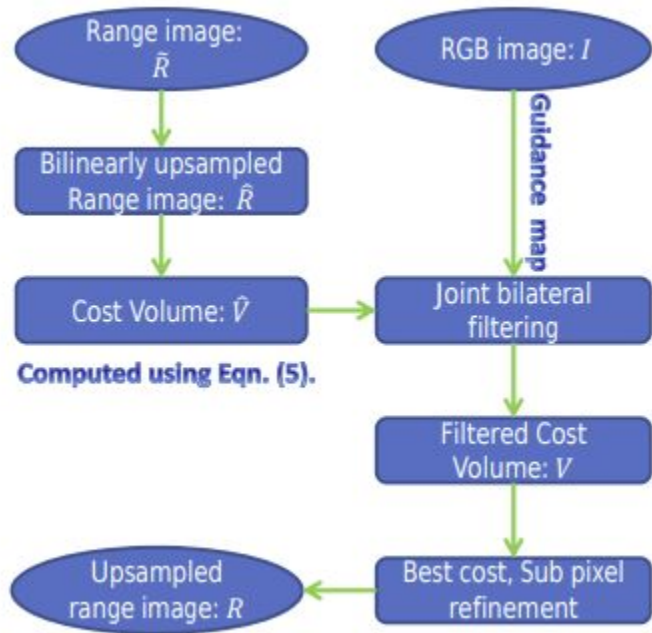 Range image:
R̃
RGB image: I
Guidance map
Bilinearly upsampled
Range image: R̂
Cost Volume: V̂
Joint bilateral
filtering
Computed using Eqn. (5).
Filtered Cost
Volume: V
Best cost, Sub pixel
refinement
Upsampled
range image: R